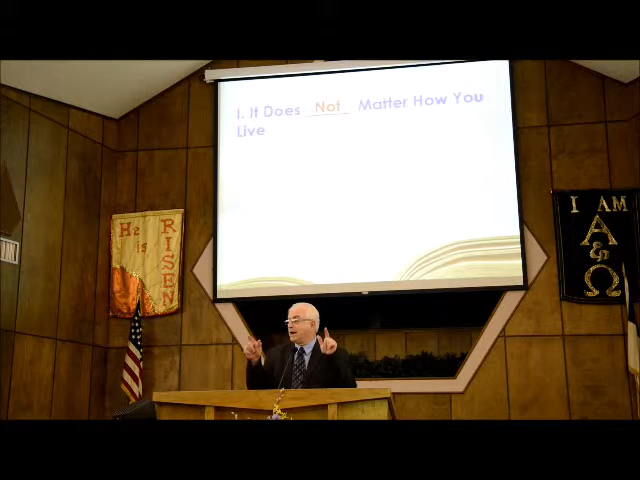 I. It Does Not Matter How You
Live
He
is
RISEN
I AM
A
&
Ω